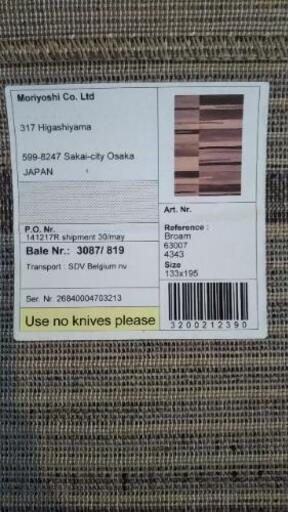 Moriyoshi Co. Ltd
317 Higashiyama
599-8247 Sakai-city Osaka
JAPAN
P.O. Nr.
141217R shipment 30/may
Bale Nr.: 3087/ 819
Transport : SDV Belgium nv
Ser. Nr. 26840004703213
Use no knives please
Art. Nr.
Reference :
Broam
63007
4343
Size
133x195
3200212390